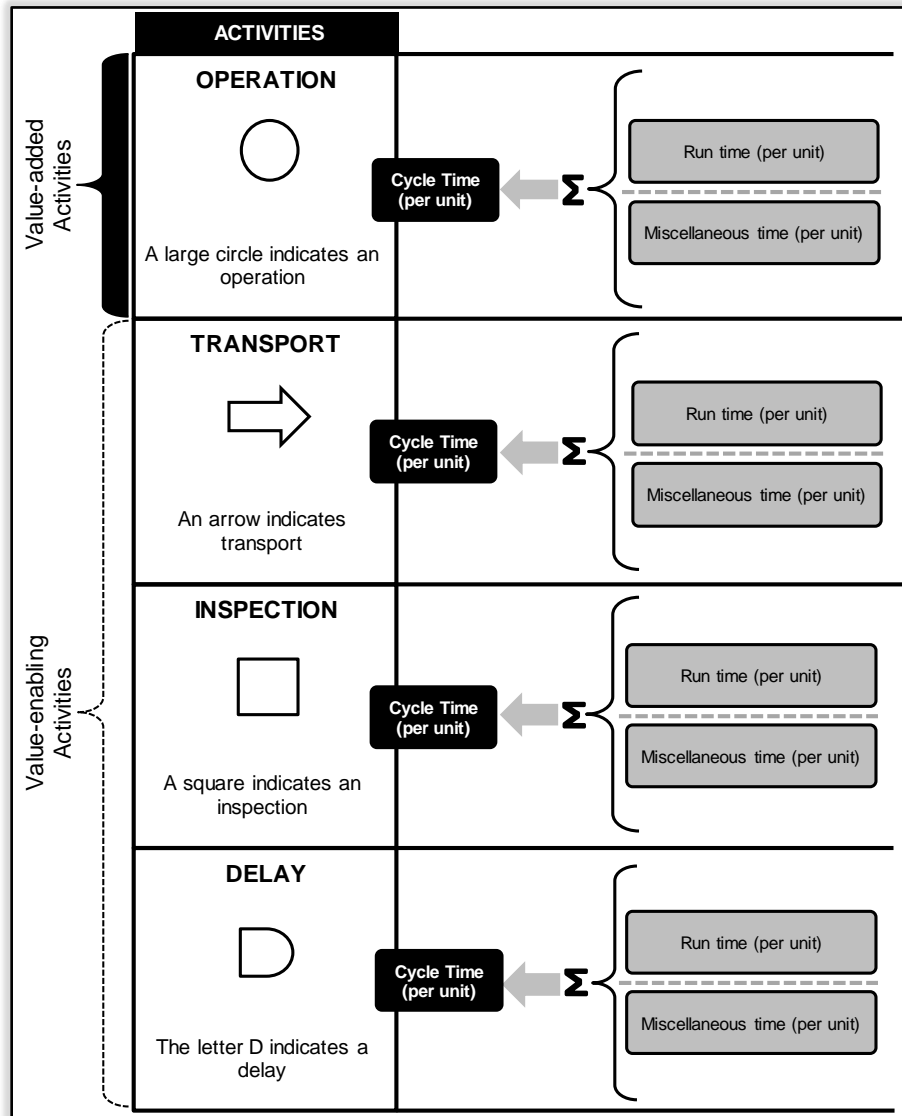 ACTIVITIES
Value-added
Activities
OPERATION
A large circle indicates an
operation
Cycle Time
(per unit)
Σ
Run time (per unit)
Miscellaneous time (per unit)
Value-enabling
Activities
TRANSPORT
An arrow indicates
transport
Cycle Time
(per unit)
Σ
Run time (per unit)
Miscellaneous time (per unit)
INSPECTION
A square indicates an
inspection
Cycle Time
(per unit)
Σ
Run time (per unit)
Miscellaneous time (per unit)
DELAY
The letter D indicates a
delay
Cycle Time
(per unit)
Σ
Run time (per unit)
Miscellaneous time (per unit)